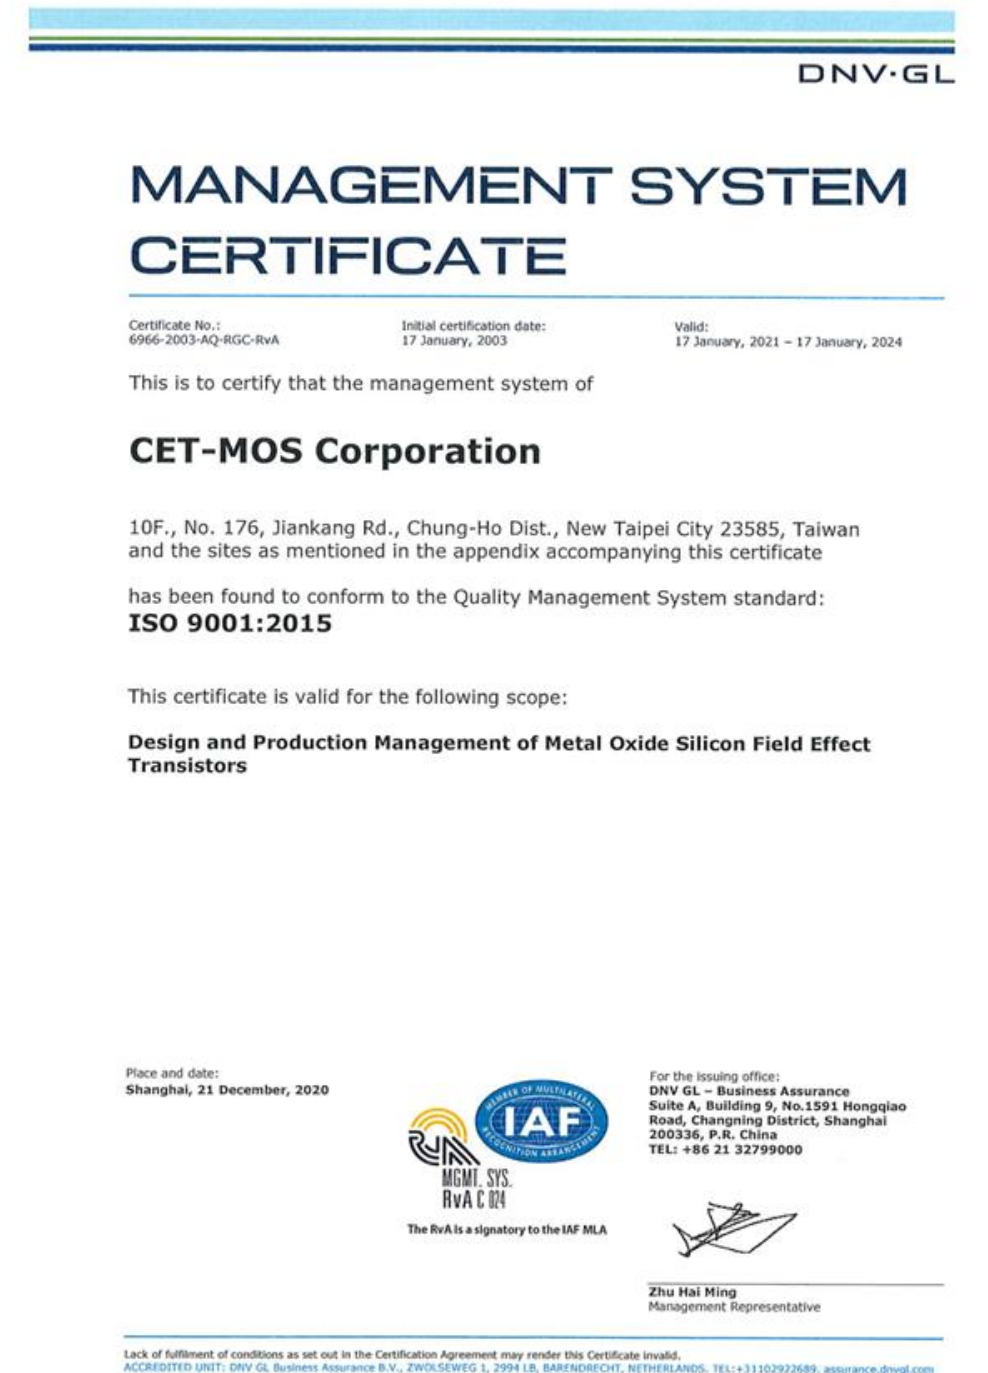 DNV·GL
MANAGEMENT SYSTEM
CERTIFICATE
Certificate No.:
6966-2003-AQ-RGC-RvA
Initial certification date:
17 January, 2003
Valid:
17 January, 2021 – 17 January, 2024
This is to certify that the management system of
CET-MOS Corporation
10F., No. 176, Jiankang Rd., Chung-Ho Dist., New Taipei City 23585, Taiwan
and the sites as mentioned in the appendix accompanying this certificate
has been found to conform to the Quality Management System standard:
ISO 9001:2015
This certificate is valid for the following scope:
Design and Production Management of Metal Oxide Silicon Field Effect
Transistors
Place and date:
Shanghai, 21 December, 2020
MEMBER OF MULTILATERAL
IAF
RECOGNITION ARRANGEMENT
RvA
MGMT. SYS.
RvA C 024
The RvA is a signatory to the IAF MLA
For the issuing office:
DNV GL – Business Assurance
Suite A, Building 9, No.1591 Hongqiao
Road, Changning District, Shanghai
200336, P.R. China
TEL: +86 21 32799000
Zhu Hai Ming
Management Representative
Lack of fulfilment of conditions as set out in the Certification Agreement may render this Certificate invalid.
ACCREDITED UNIT: DNV GL Business Assurance B.V., ZWOLSEWEG 1, 2994 LB, BARENDRECHT, NETHERLANDS. TEL:+31102922689. assurance.dnvgl.com